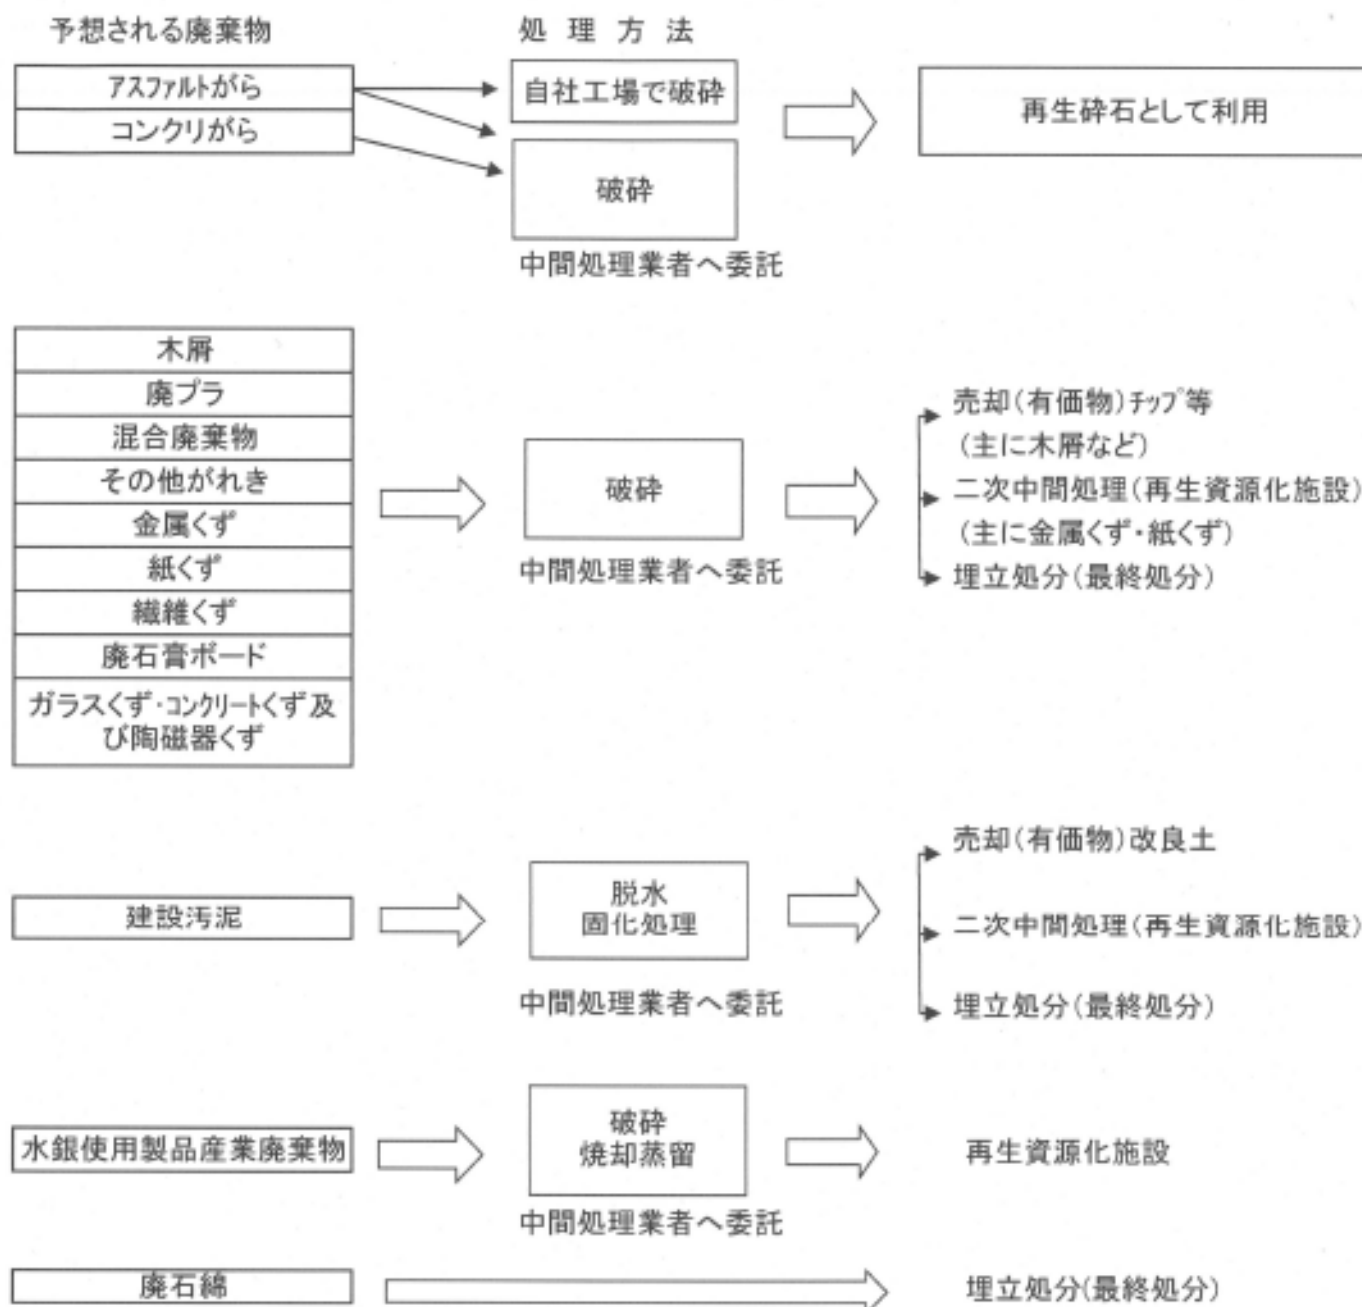 予想される廃棄物
処理方法
アスファルトがら
コンクリがら
自社工場で破砕
破砕
中間処理業者へ委託
再生砕石として利用
木屑
廃プラ
混合廃棄物
その他がれき
金属くず
紙くず
繊維くず
廃石膏ボード
ガラスくず・コンクリートくず及
び陶磁器くず
破砕
中間処理業者へ委託
売却(有価物)チップ等
(主に木屑など)
二次中間処理(再生資源化施設)
(主に金属くず・紙くず)
埋立処分(最終処分)
建設汚泥
脱水
固化処理
中間処理業者へ委託
売却(有価物)改良土
二次中間処理(再生資源化施設)
埋立処分(最終処分)
水銀使用製品産業廃棄物
破砕
焼却蒸留
中間処理業者へ委託
再生資源化施設
廃石綿
埋立処分(最終処分)